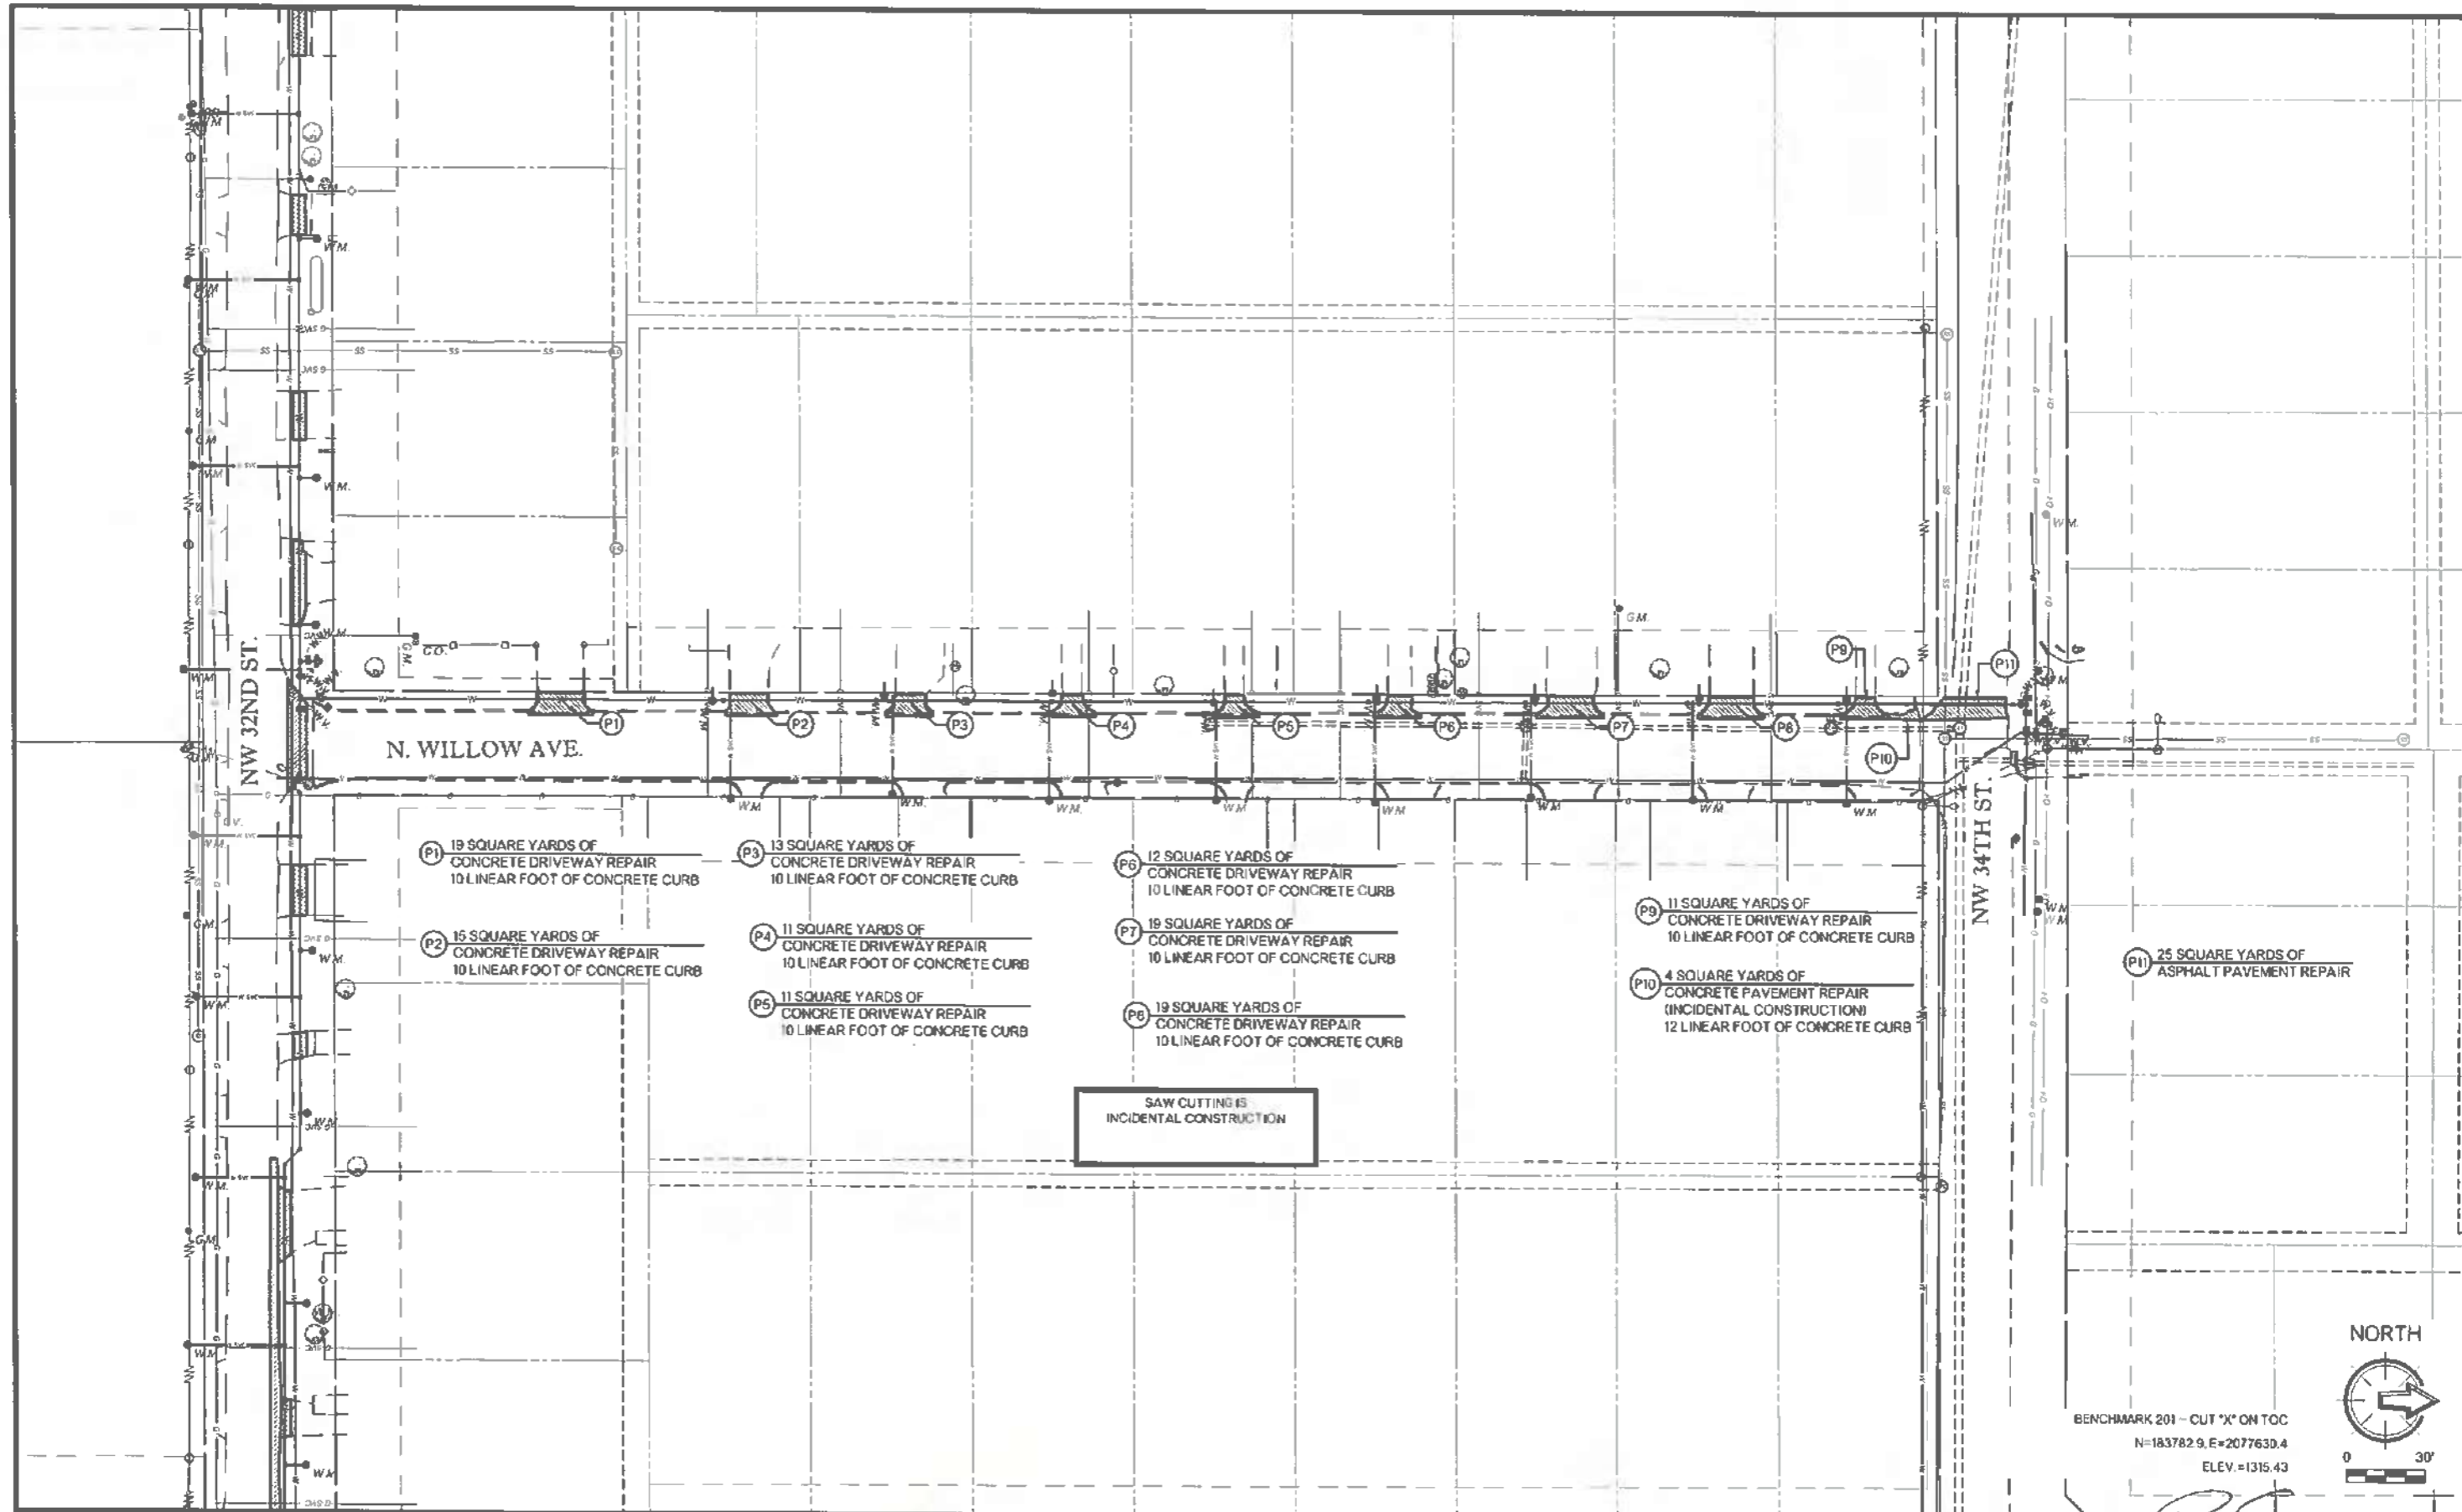 NW 32ND ST.
N. WILLOW AVE.
NW 34TH ST.
P1
P2
P3
P4
P5
P6
P7
P8
P9
P10
P11
G.M.
C.O.
G.M.
W.M.
W.M.
W.M.
W.M.
W.M.
W.M.
W.M.
W.M.
P1 19 SQUARE YARDS OF
CONCRETE DRIVEWAY REPAIR
10 LINEAR FOOT OF CONCRETE CURB
P2 15 SQUARE YARDS OF
CONCRETE DRIVEWAY REPAIR
10 LINEAR FOOT OF CONCRETE CURB
P3 13 SQUARE YARDS OF
CONCRETE DRIVEWAY REPAIR
10 LINEAR FOOT OF CONCRETE CURB
P4 11 SQUARE YARDS OF
CONCRETE DRIVEWAY REPAIR
10 LINEAR FOOT OF CONCRETE CURB
P5 11 SQUARE YARDS OF
CONCRETE DRIVEWAY REPAIR
10 LINEAR FOOT OF CONCRETE CURB
P6 12 SQUARE YARDS OF
CONCRETE DRIVEWAY REPAIR
10 LINEAR FOOT OF CONCRETE CURB
P7 19 SQUARE YARDS OF
CONCRETE DRIVEWAY REPAIR
10 LINEAR FOOT OF CONCRETE CURB
P8 19 SQUARE YARDS OF
CONCRETE DRIVEWAY REPAIR
10 LINEAR FOOT OF CONCRETE CURB
P9 11 SQUARE YARDS OF
CONCRETE DRIVEWAY REPAIR
10 LINEAR FOOT OF CONCRETE CURB
P10 4 SQUARE YARDS OF
CONCRETE PAVEMENT REPAIR
(INCIDENTAL CONSTRUCTION)
12 LINEAR FOOT OF CONCRETE CURB
P11 25 SQUARE YARDS OF
ASPHALT PAVEMENT REPAIR
SAW CUTTING IS
INCIDENTAL CONSTRUCTION
NORTH
BENCHMARK 201 - CUT "X" ON TOC
N=183782.9, E=2077630.4
ELEV.=1315.43
0 30'